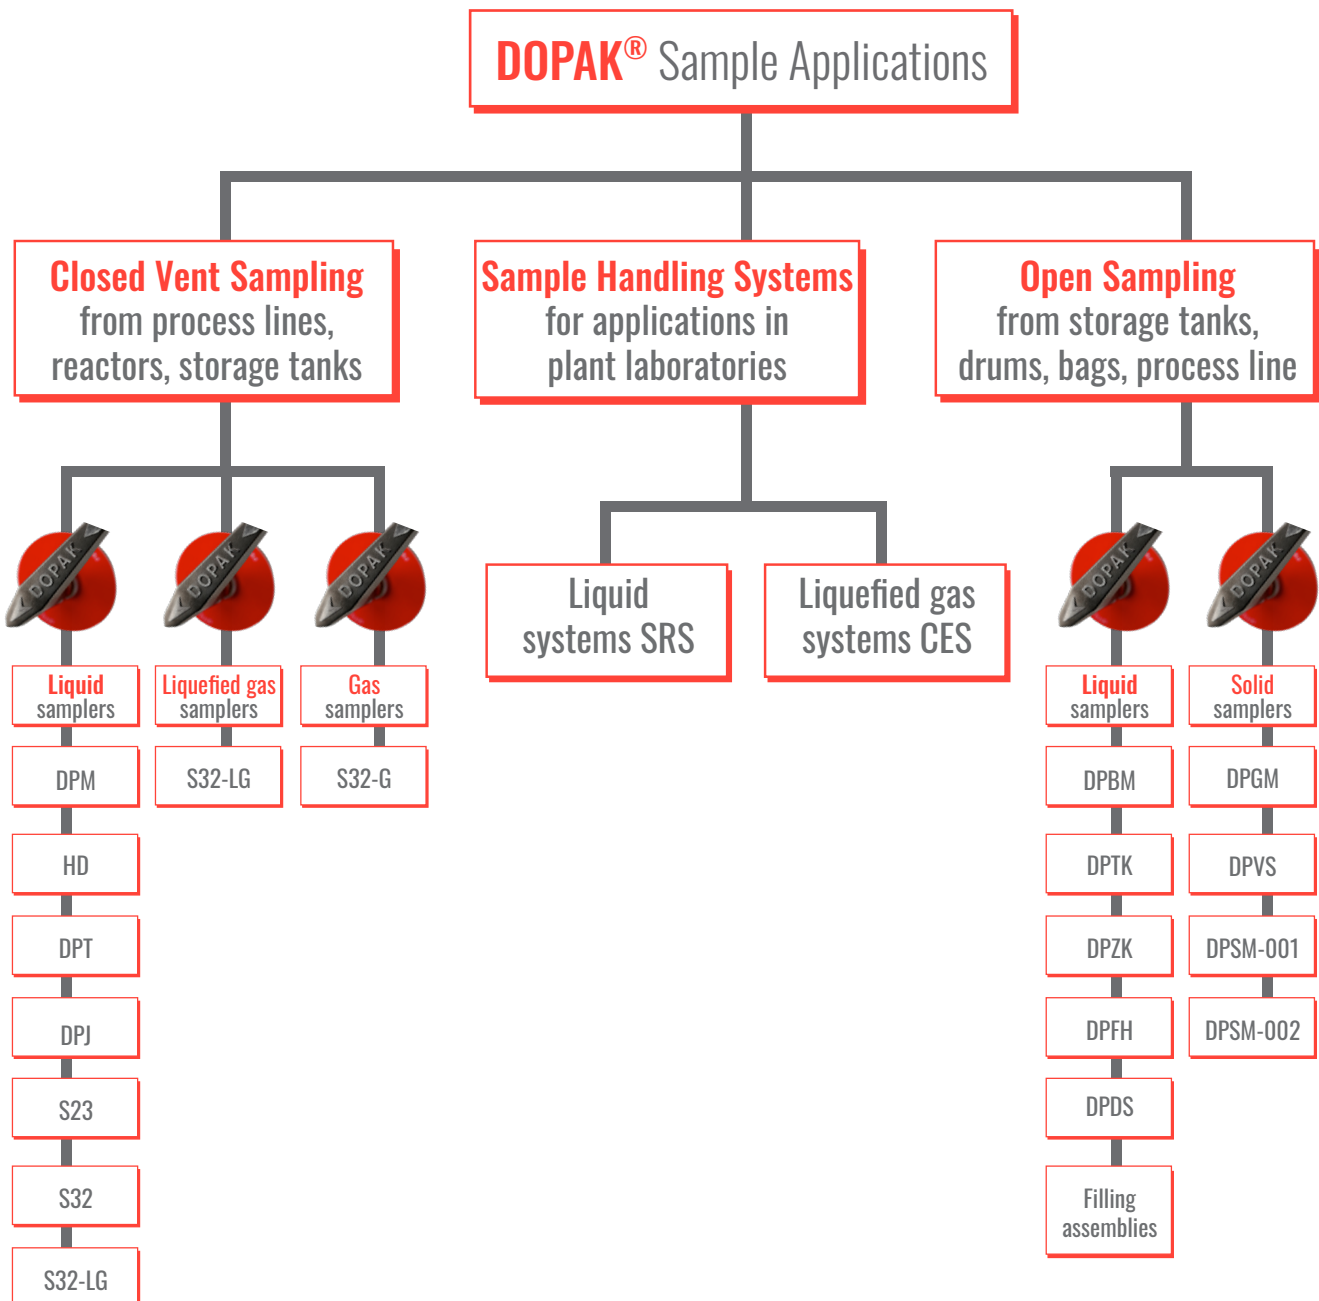 DOPAK® Sample Applications
Closed Vent Sampling
from process lines,
reactors, storage tanks
Sample Handling Systems
for applications in
plant laboratories
Open Sampling
from storage tanks,
drums, bags, process line
DOPAK
DOPAK
DOPAK
Liquid
systems SRS
Liquefied gas
systems CES
DOPAK
DOPAK
Liquid
samplers
Liquefied gas
samplers
Gas
samplers
Liquid
samplers
Solid
samplers
DPM
HD
DPT
DPJ
S23
S32
S32-LG
S32-LG
S32-G
DPBM
DPTK
DPZK
DPFH
DPDS
Filling
assemblies
DPGM
DPVS
DPSM-001
DPSM-002